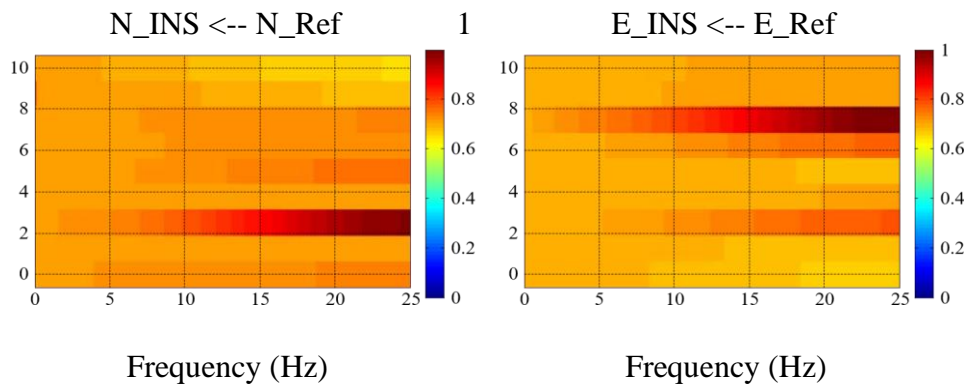 N_INS <-- N_Ref 1 E_INS <-- E_Ref
10 0.8 10 1
8 8 0.8
6 0.6 6 0.6
4 0.4 4 0.4
2 0.2 2 0.2
0 0 0 0
0 5 10 15 20 25 0 5 10 15 20 25
Frequency (Hz) Frequency (Hz)